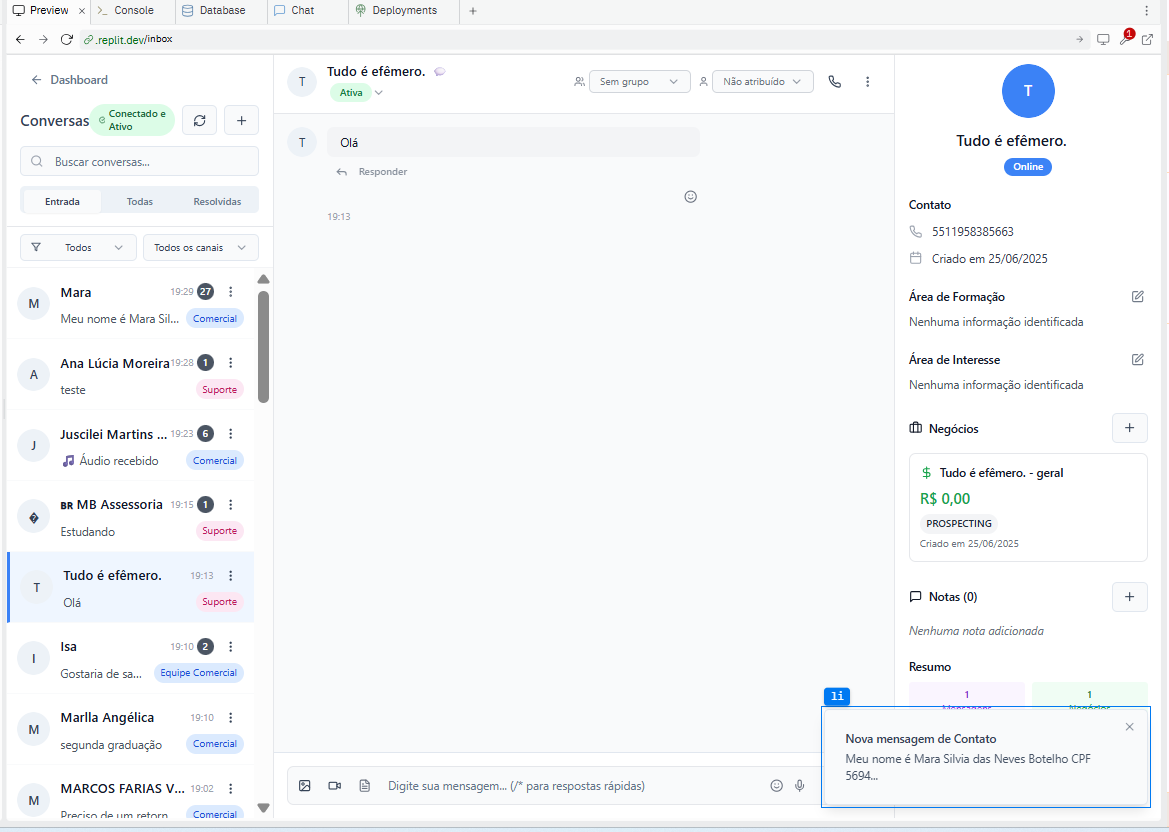 Preview
Console
Database
Chat
Deployments
.replit.dev/inbox
1
Dashboard
Conversas
Conectado e
Ativo
Buscar conversas...
Entrada
Todas
Resolvidas
Todos
Todos os canais
M
Mara
19:29
27
Meu nome é Mara Sil...
Comercial
A
Ana Lúcia Moreira
19:28
1
teste
Suporte
J
Juscilei Martins ...
19:23
6
🎵 Áudio recebido
Comercial
�
🇧🇷 MB Assessoria
19:15
1
Estudando
Suporte
T
Tudo é efêmero.
19:13
Olá
Suporte
I
Isa
19:10
2
Gostaria de sa...
Equipe Comercial
M
Marlla Angélica
19:10
segunda graduação
Comercial
M
MARCOS FARIAS V...
19:02
Preciso de um retorn
Comercial
T
Tudo é efêmero.
Ativa
Sem grupo
Não atribuído
T
Olá
Responder
19:13
Digite sua mensagem... (/* para respostas rápidas)
T
Tudo é efêmero.
Online
Contato
5511958385663
Criado em 25/06/2025
Área de Formação
Nenhuma informação identificada
Área de Interesse
Nenhuma informação identificada
Negócios
$ Tudo é efêmero. - geral
R$ 0,00
PROSPECTING
Criado em 25/06/2025
Notas (0)
Nenhuma nota adicionada
Resumo
1
Mensagens
1
Negócios
li
Nova mensagem de Contato
Meu nome é Mara Silvia das Neves Botelho CPF
5694...